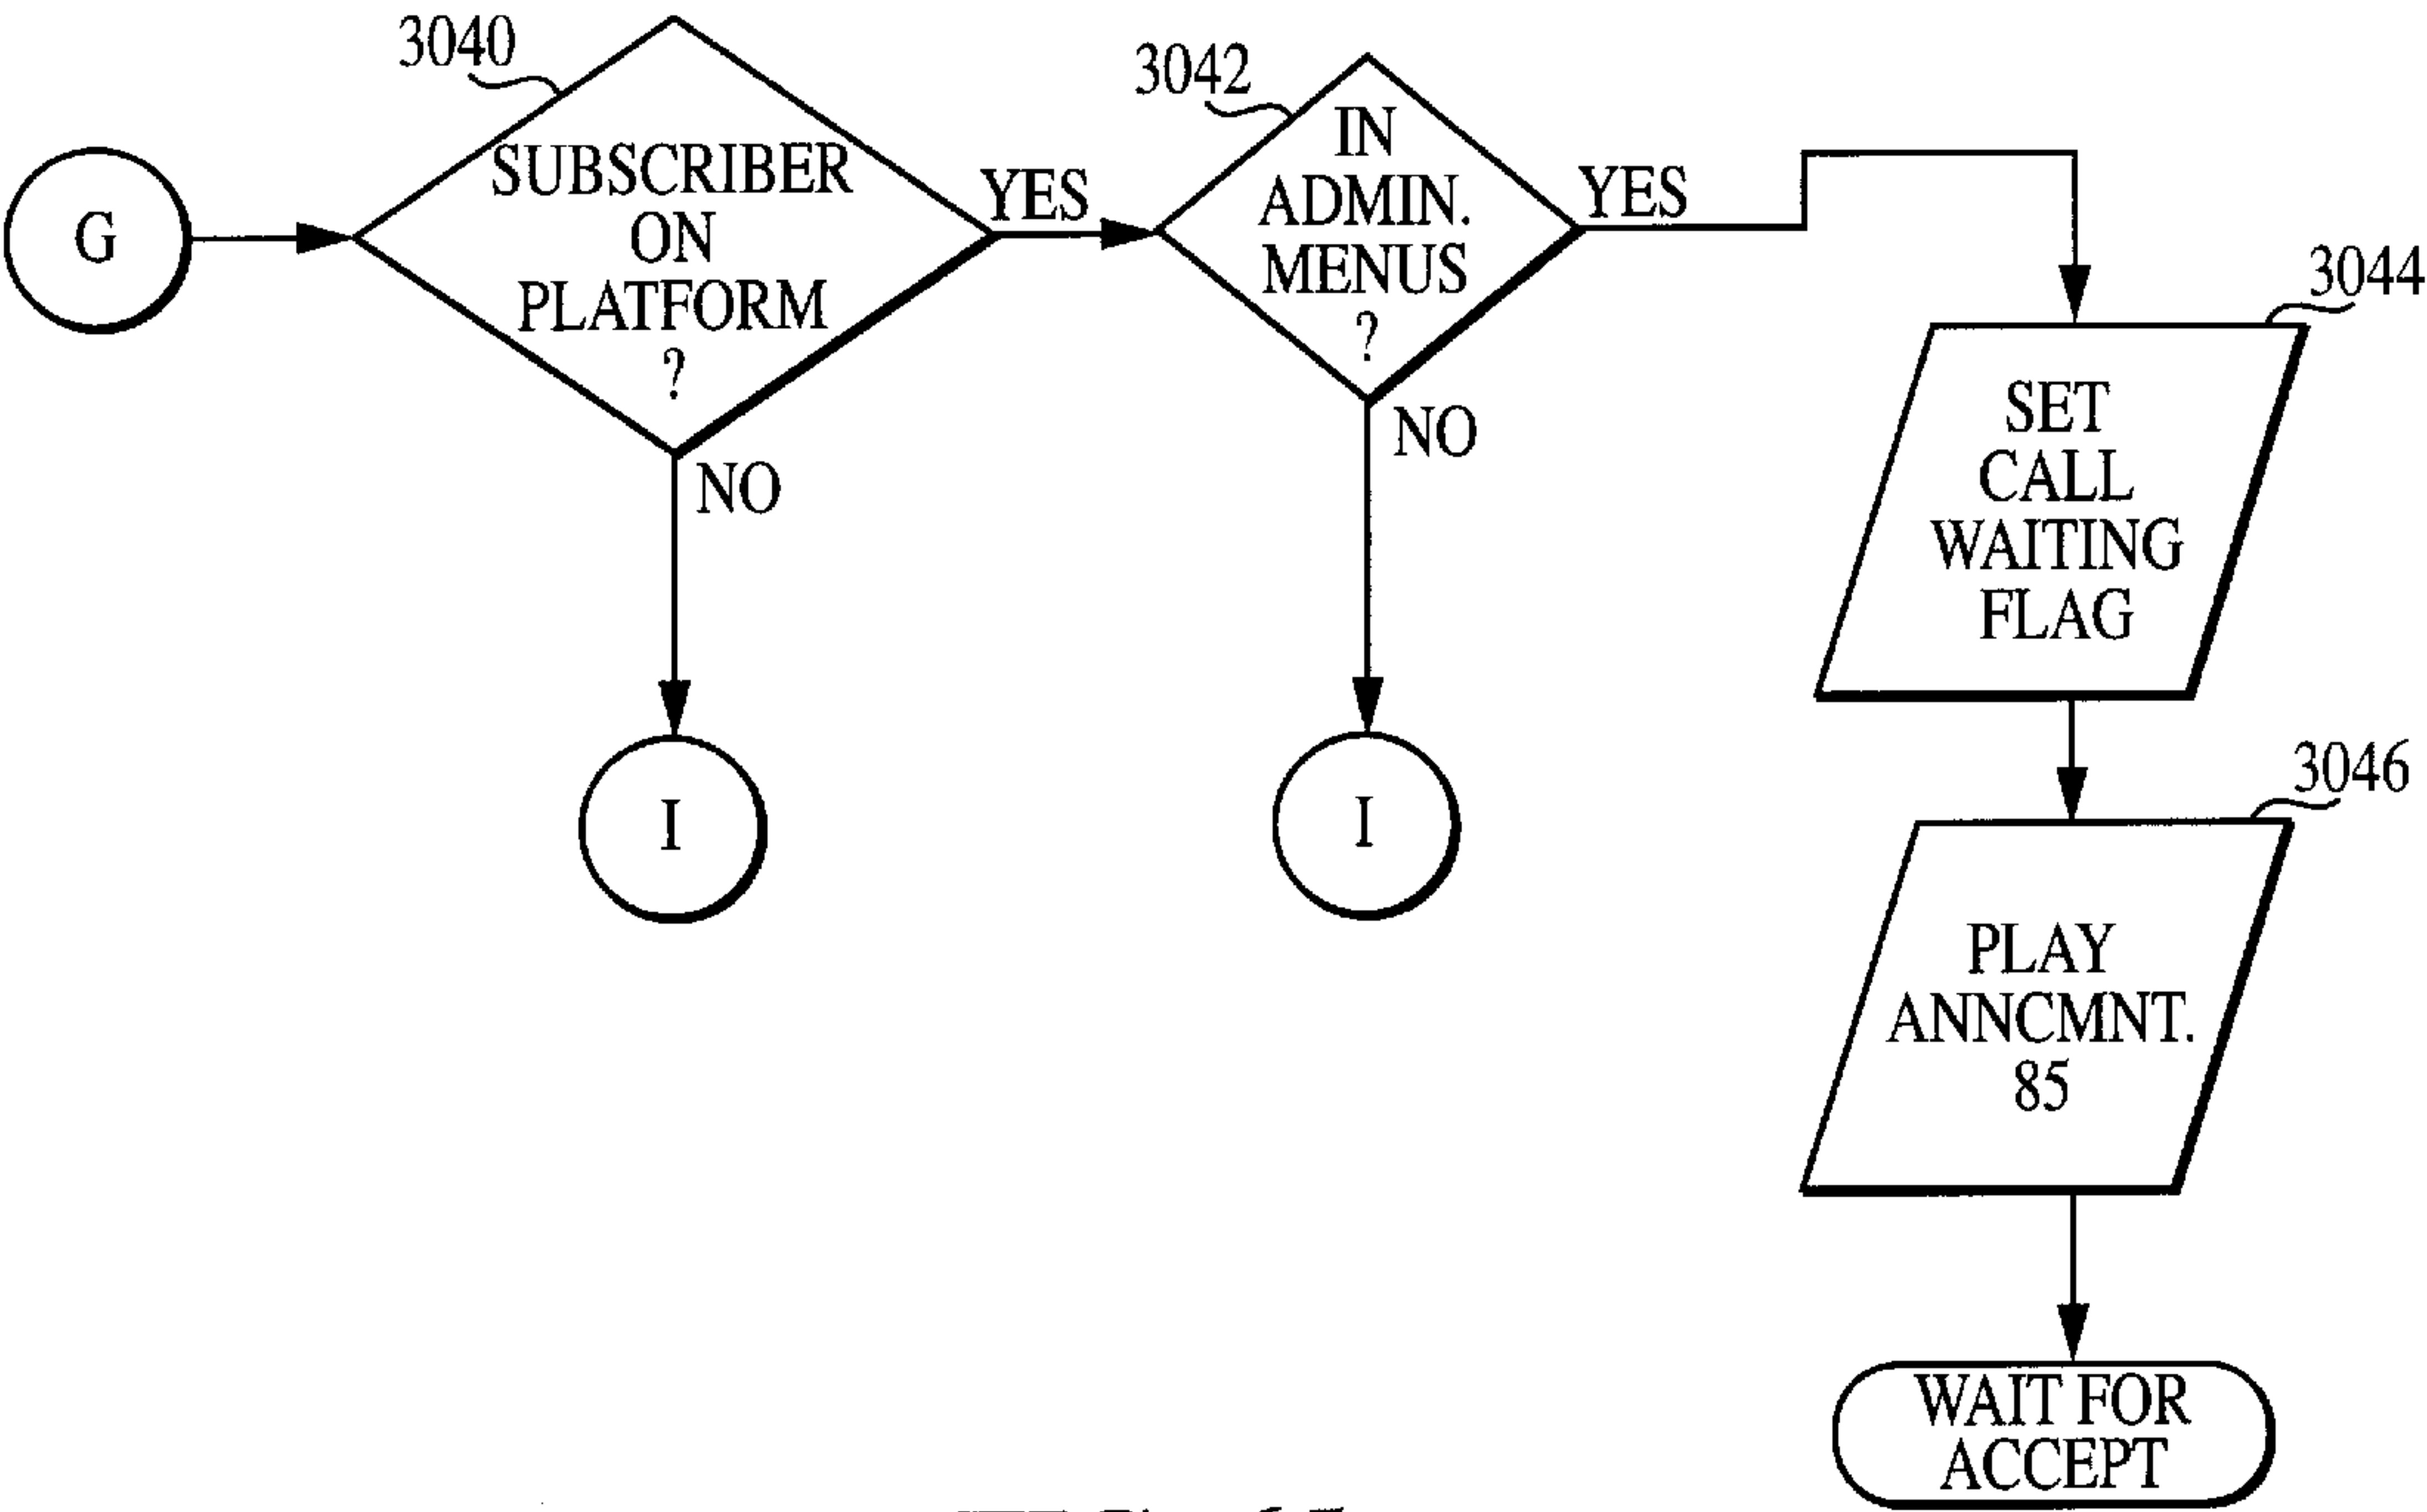 G
3040
SUBSCRIBER
ON
PLATFORM
?
YES
NO
I
3042
IN
ADMIN.
MENUS
?
YES
NO
I
3044
SET
CALL
WAITING
FLAG
3046
PLAY
ANNCMNT.
85
WAIT FOR
ACCEPT